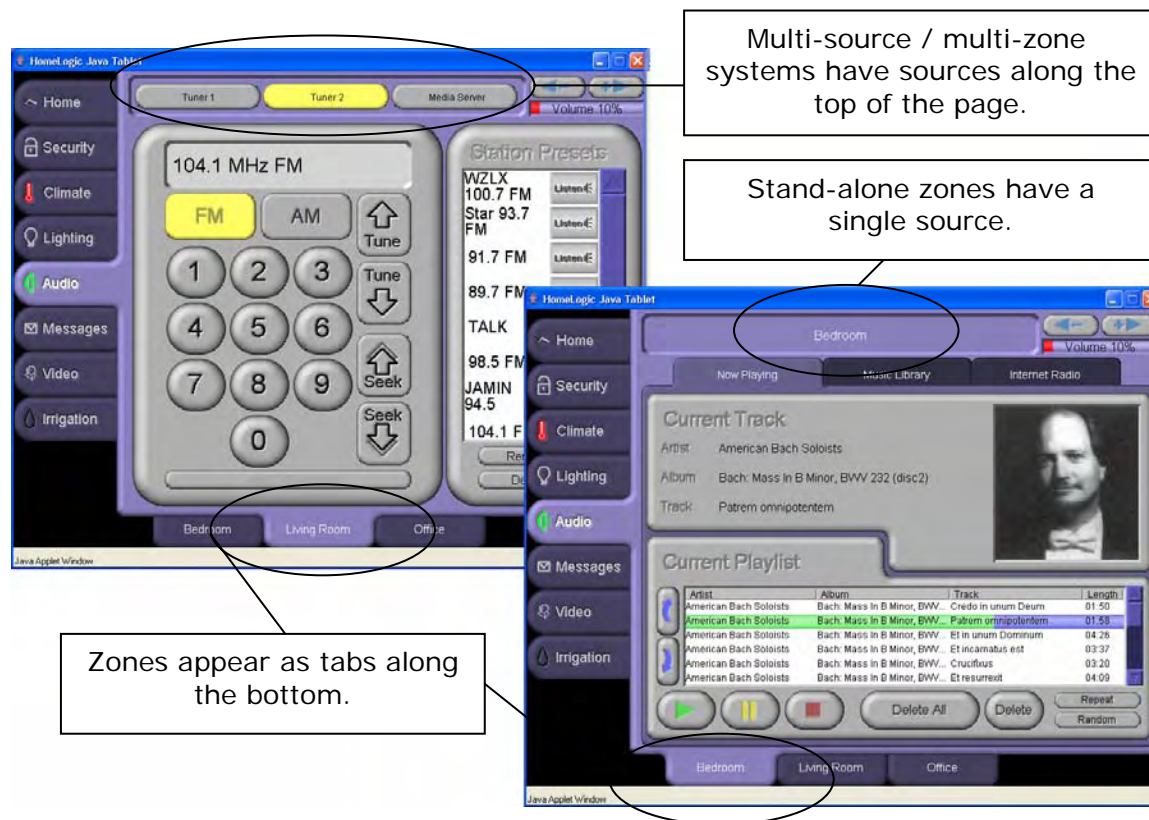 Multi-source / multi-zone
systems have sources along the
top of the page.
Stand-alone zones have a
single source.
Zones appear as tabs along
the bottom.
HomeLogic Java Tablet
Home
Security
Climate
Lighting
Audio
Messages
Video
Irrigation
Tuner 1
Tuner 2
Media Server
Volume 10%
104.1 MHz FM
FM
AM
Tune
Tune
Seek
Seek
1
2
3
4
5
6
7
8
9
0
Station Presets
WZLX
100.7 FM
Listen
Star 93.7
FM
Listen
91.7 FM
Listen
89.7 FM
TALK
98.5 FM
JAMIN
94.5
104.1 F
Bedroom
Living Room
Office
Java Applet Window
HomeLogic Java Tablet
Home
Security
Climate
Lighting
Audio
Messages
Video
Irrigation
Bedroom
Volume 10%
Now Playing
Music Library
Internet Radio
Current Track
Artist American Bach Soloists
Album Bach: Mass In B Minor, BWV 232 (disc2)
Track Patrem omnipotentem
Current Playlist
Artist Album Track Length
American Bach Soloists Bach: Mass In B Minor, BWV... Credo in unum Deum 01:50
American Bach Soloists Bach: Mass In B Minor, BWV... Patrem omnipotentem 01:58
American Bach Soloists Bach: Mass In B Minor, BWV... Et in unum Dominum 04:26
American Bach Soloists Bach: Mass In B Minor, BWV... Et incarnatus est 03:37
American Bach Soloists Bach: Mass In B Minor, BWV... Crucifixus 03:20
American Bach Soloists Bach: Mass In B Minor, BWV... Et resurrexit 04:09
Delete All
Delete
Repeat
Random
Bedroom
Living Room
Office
Java Applet Window